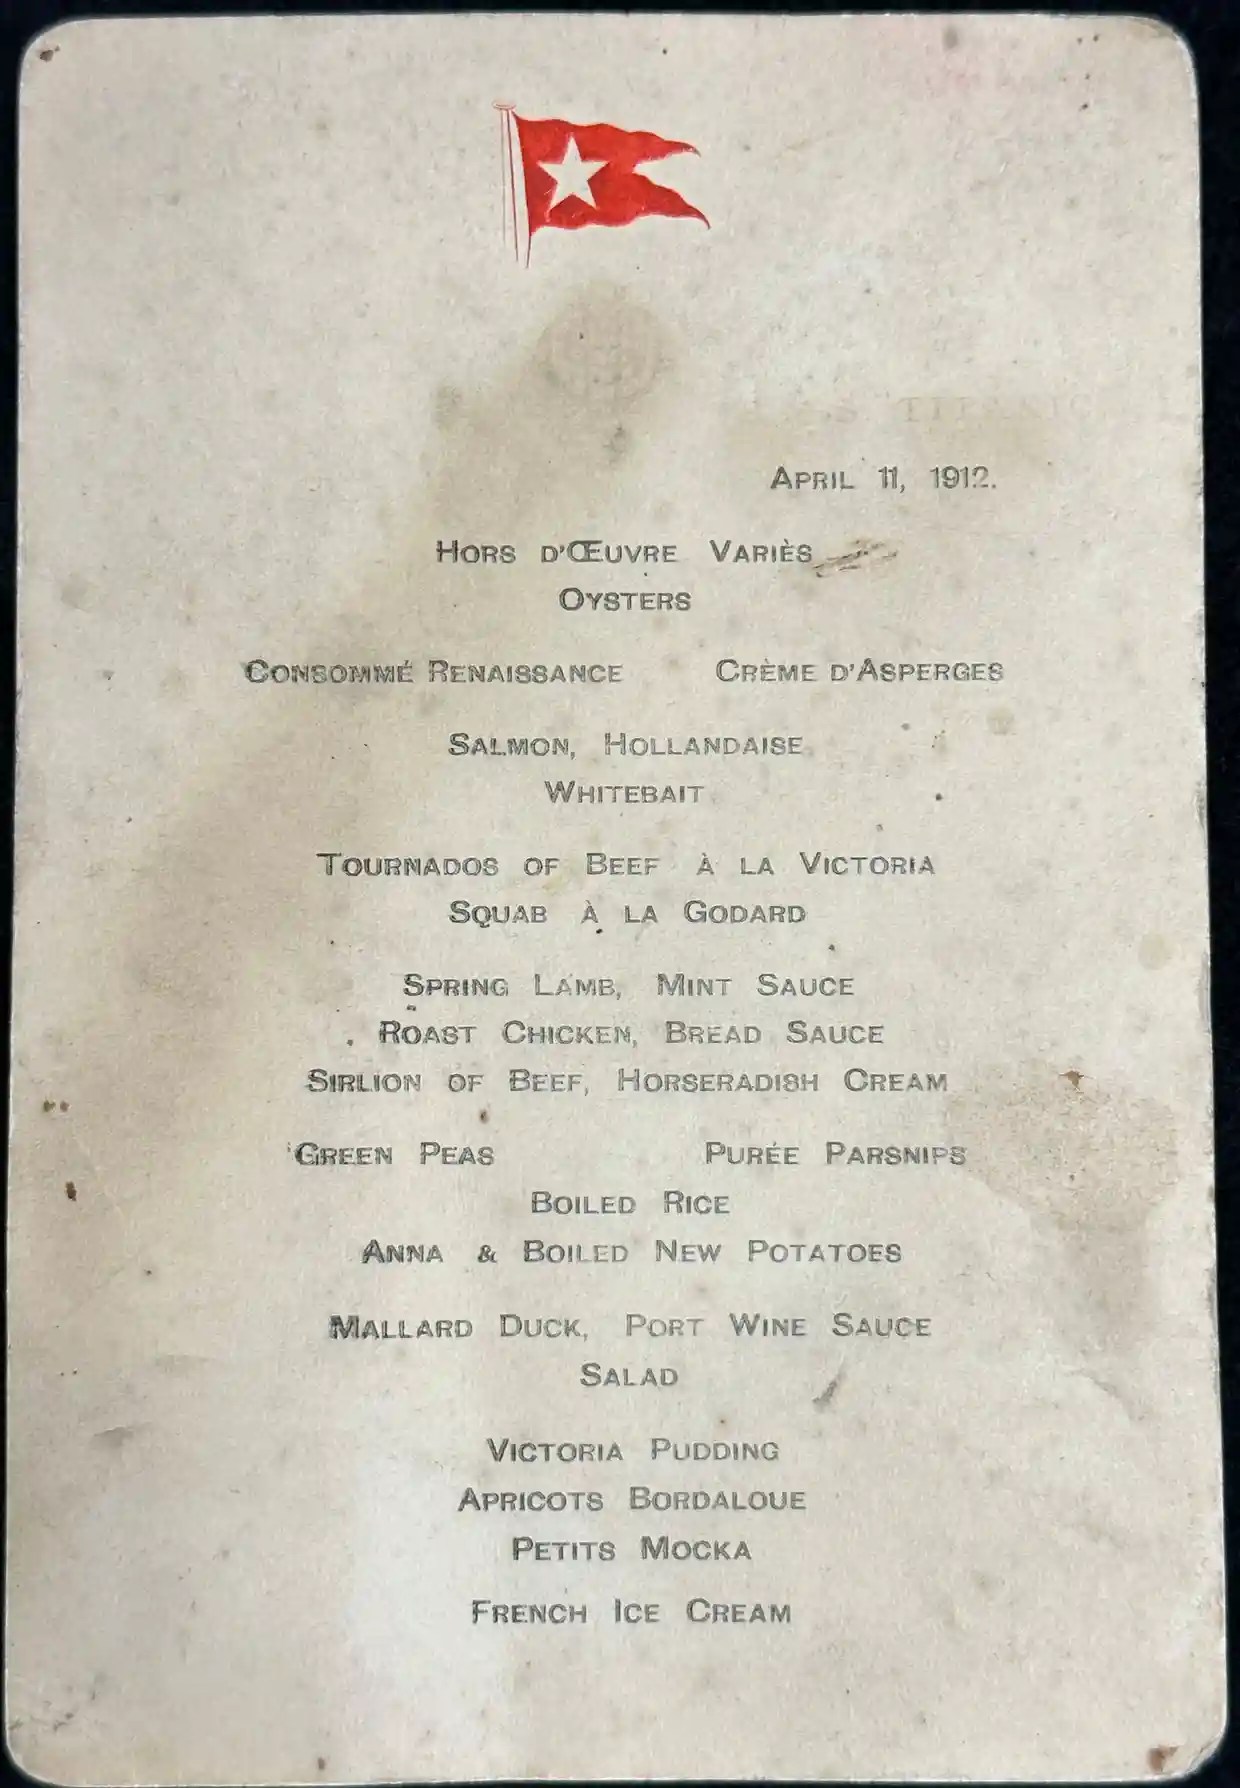 APRIL 11, 1912.
HORS D'ŒUVRE VARIÈS
OYSTERS
CONSOMMÉ RENAISSANCE CRÈME D'ASPERGES
SALMON, HOLLANDAISE
WHITEBAIT
TOURNADOS OF BEEF À LA VICTORIA
SQUAB À LA GODARD
SPRING LAMB, MINT SAUCE
ROAST CHICKEN, BREAD SAUCE
SIRLION OF BEEF, HORSERADISH CREAM
GREEN PEAS PURÉE PARSNIPS
BOILED RICE
ANNA & BOILED NEW POTATOES
MALLARD DUCK, PORT WINE SAUCE
SALAD
VICTORIA PUDDING
APRICOTS BORDALOUE
PETITS MOCKA
FRENCH ICE CREAM